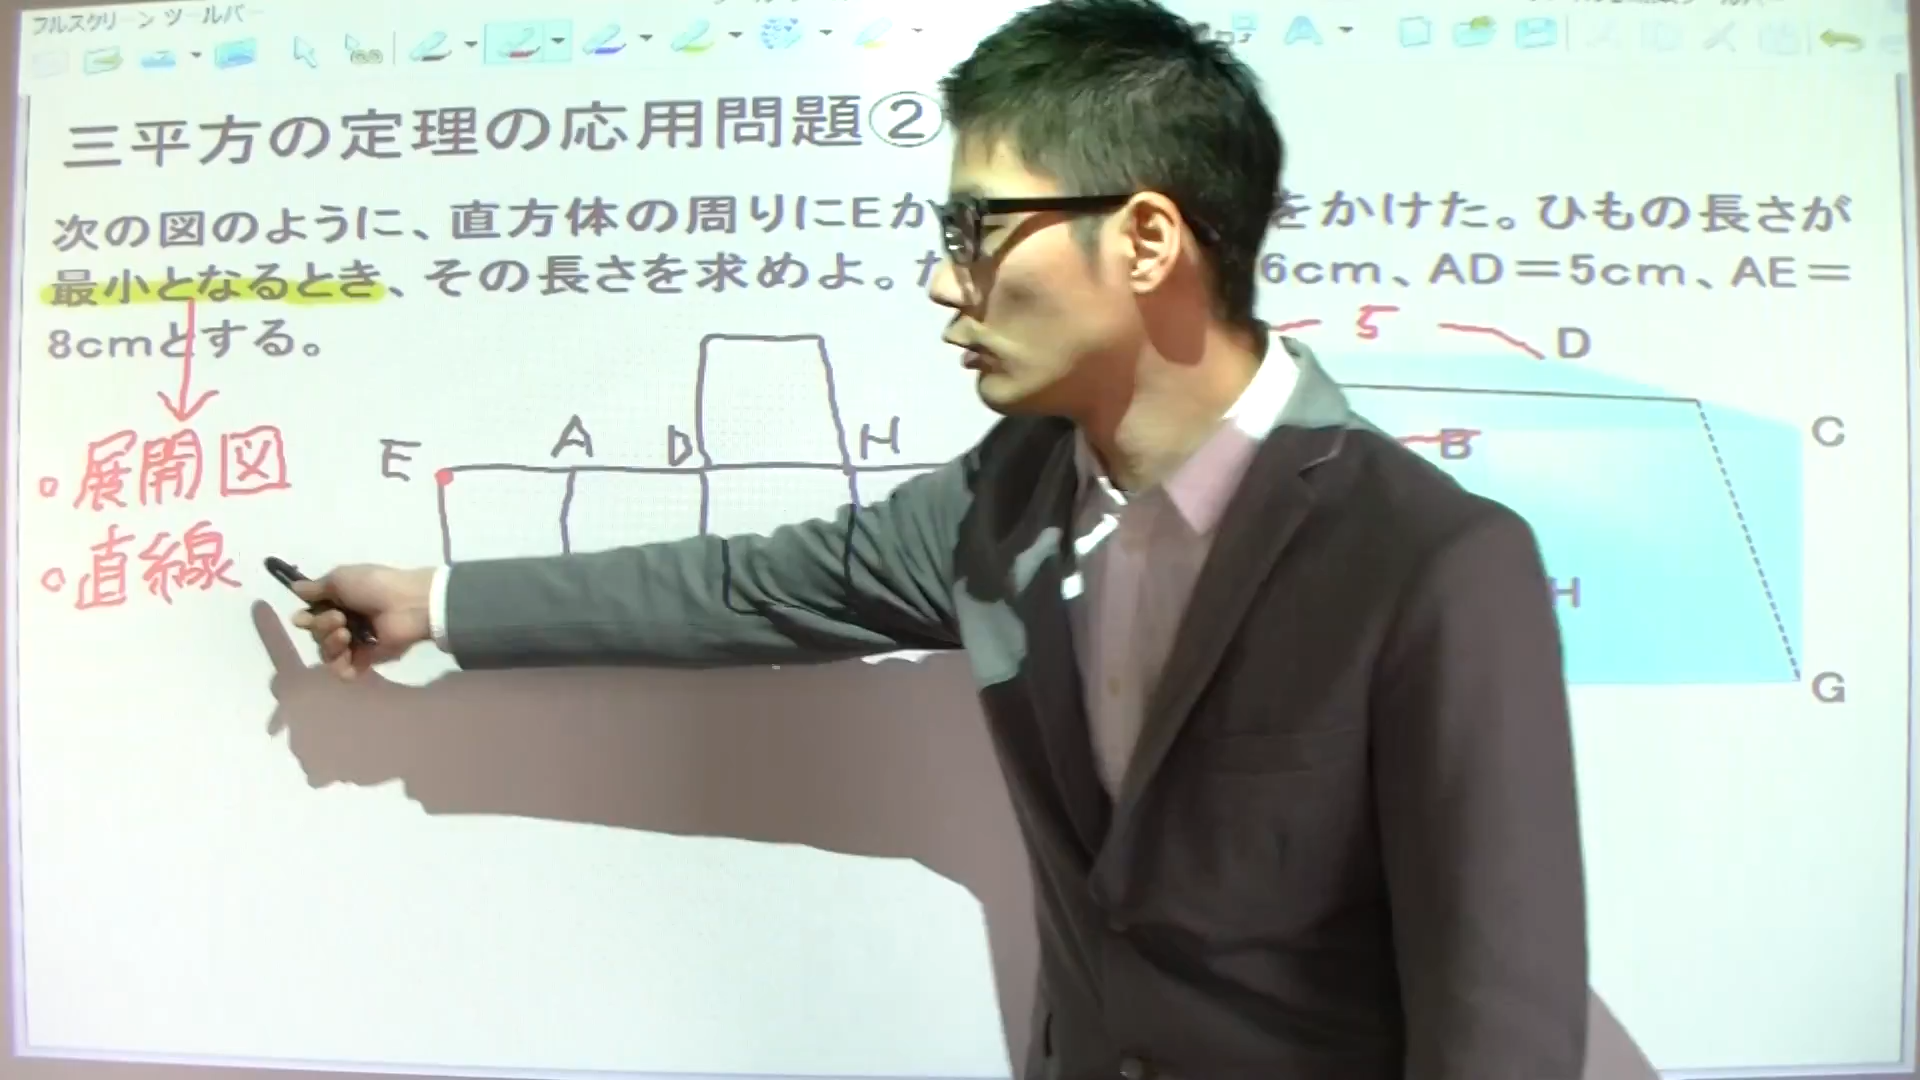 フルスクリーン ツールバー
三平方の定理の応用問題②
次の図のように、直方体の周りにEか をかけた。ひもの長さが
最小となるとき、その長さを求めよ。た 6cm、AD=5cm、AE=
8cmとする。
5
D
E A D H
B
C
・展開図
・直線
H
G